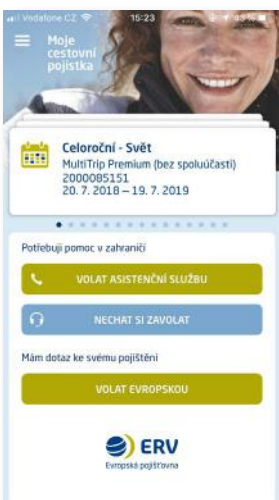 Vodafone CZ 15:23 43 %
Moje
cestovní
pojistka
Celoroční - Svět
MultiTrip Premium (bez spoluúčasti)
2000085151
20. 7. 2018 – 19. 7. 2019
Potřebuji pomoc v zahraničí
VOLAT ASISTENČNÍ SLUŽBU
NECHAT SI ZAVOLAT
Mám dotaz ke svému pojištění
VOLAT EVROPSKOU
ERV
Evropská pojišťovna